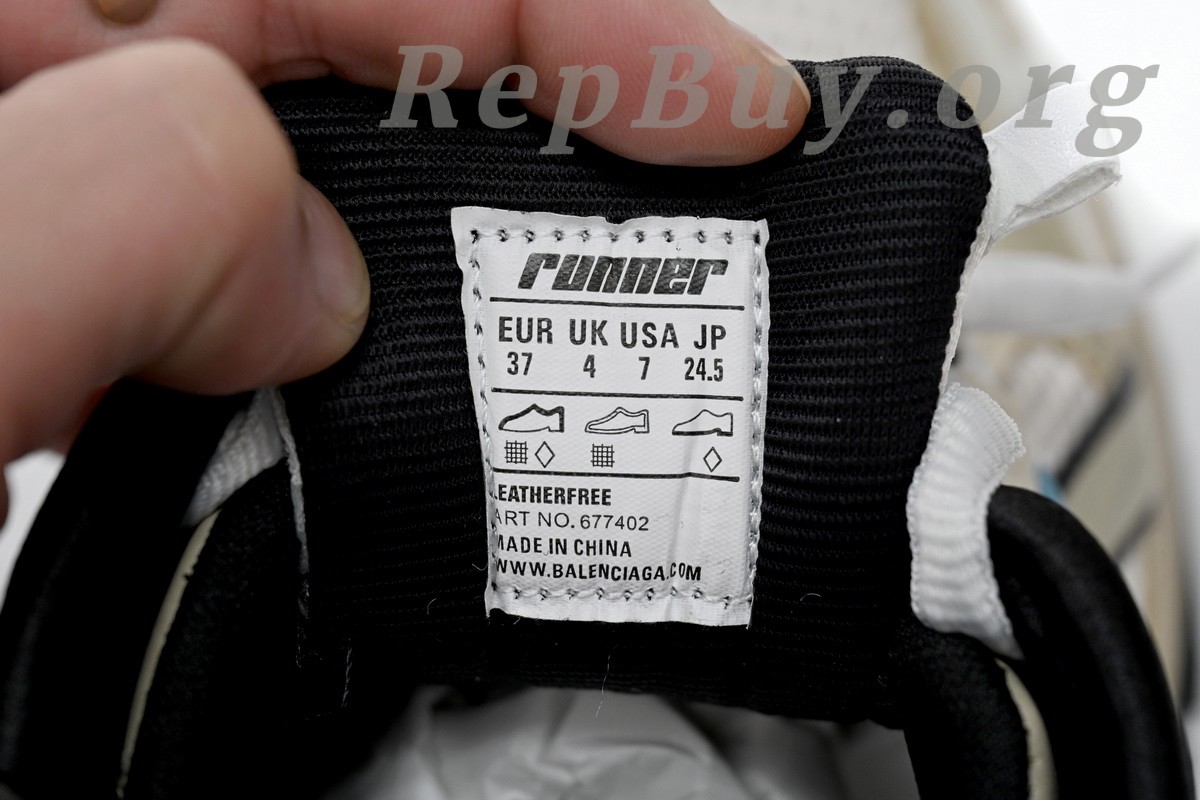 RepBuy.org
runner
EUR UK USA JP
37 4 7 24.5
LEATHERFREE
ART NO. 677402
MADE IN CHINA
WWW.BALENCIAGA.COM